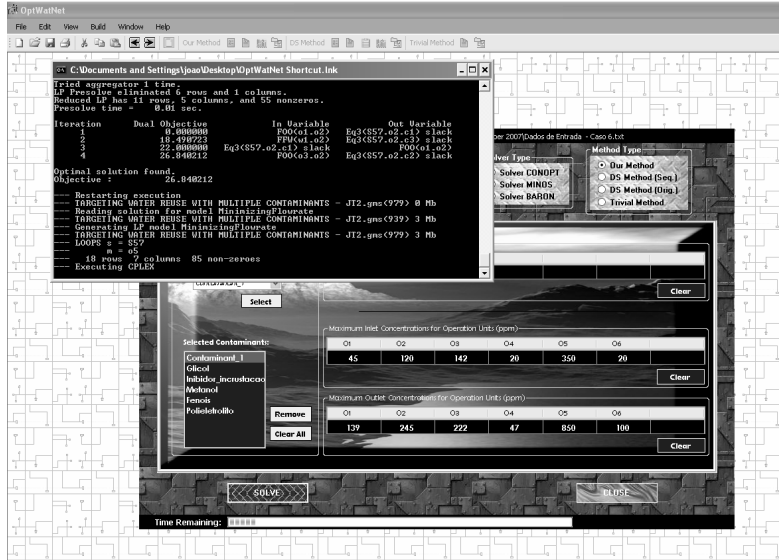 OptWatNet
File Edit View Build Window Help
Our Method DS Method Trivial Method
C:\Documents and Settings\joao\Desktop\OptWatNet Shortcut.lnk
Tried aggregator 1 time.
LP Presolve eliminated 6 rows and 1 columns.
Reduced LP has 11 rows, 5 columns, and 55 nonzeros.
Presolve time = 0.01 sec.
Iteration Dual Objective In Variable Out Variable
1 0.000000 FOO(o1.o2) Eq3(S57.o2.c1) slack
2 18.490723 FFW(w1.o2) Eq3(S57.o2.c3) slack
3 22.000000 Eq3(S57.o2.c1) slack FOO(o1.o2)
4 26.840212 FOO(o3.o2) Eq3(S57.o2.c2) slack
Optimal solution found.
Objective : 26.840212
--- Restarting execution
--- TARGETING WATER REUSE WITH MULTIPLE CONTAMINANTS - JT2.gms(979) 0 Mb
--- Reading solution for model MinimizingFlowrate
--- TARGETING WATER REUSE WITH MULTIPLE CONTAMINANTS - JT2.gms(939) 3 Mb
--- Generating LP model MinimizingFlowrate
--- TARGETING WATER REUSE WITH MULTIPLE CONTAMINANTS - JT2.gms(979) 3 Mb
--- LOOPS s = S57
m = o5
--- 18 rows 7 columns 85 non-zeroes
--- Executing CPLEX
2007\Dados de Entrada - Caso 6.txt
Type
Solver CONOPT
Solver MINOS
Solver BARON
Method Type
Our Method
DS Method (Seq.)
DS Method (Orig.)
Trivial Method
Clear
Select
Selected Contaminants:
Contaminant_1
Glicol
Inibidor_incrustacao
Metanol
Fenois
Polieletrolito
Remove
Clear All
Maximum Inlet Concentrations for Operation Units (ppm)
O1 O2 O3 O4 O5 O6
45 120 142 20 350 20
Clear
Maximum Outlet Concentrations for Operation Units (ppm)
O1 O2 O3 O4 O5 O6
139 245 222 47 850 100
Clear
SOLVE
CLOSE
Time Remaining: